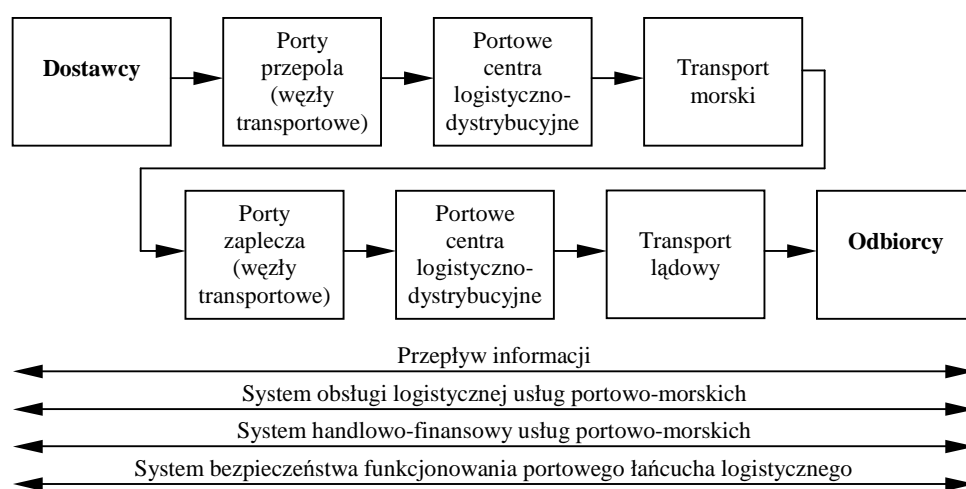 Dostawcy
Porty
przepola
(węzły
transportowe)
Portowe
centra
logistyczno-
dystrybucyjne
Transport
morski
Porty
zaplecza
(węzły
transportowe)
Portowe
centra
logistyczno-
dystrybucyjne
Transport
lądowy
Odbiorcy
Przepływ informacji
System obsługi logistycznej usług portowo-morskich
System handlowo-finansowy usług portowo-morskich
System bezpieczeństwa funkcjonowania portowego łańcucha logistycznego